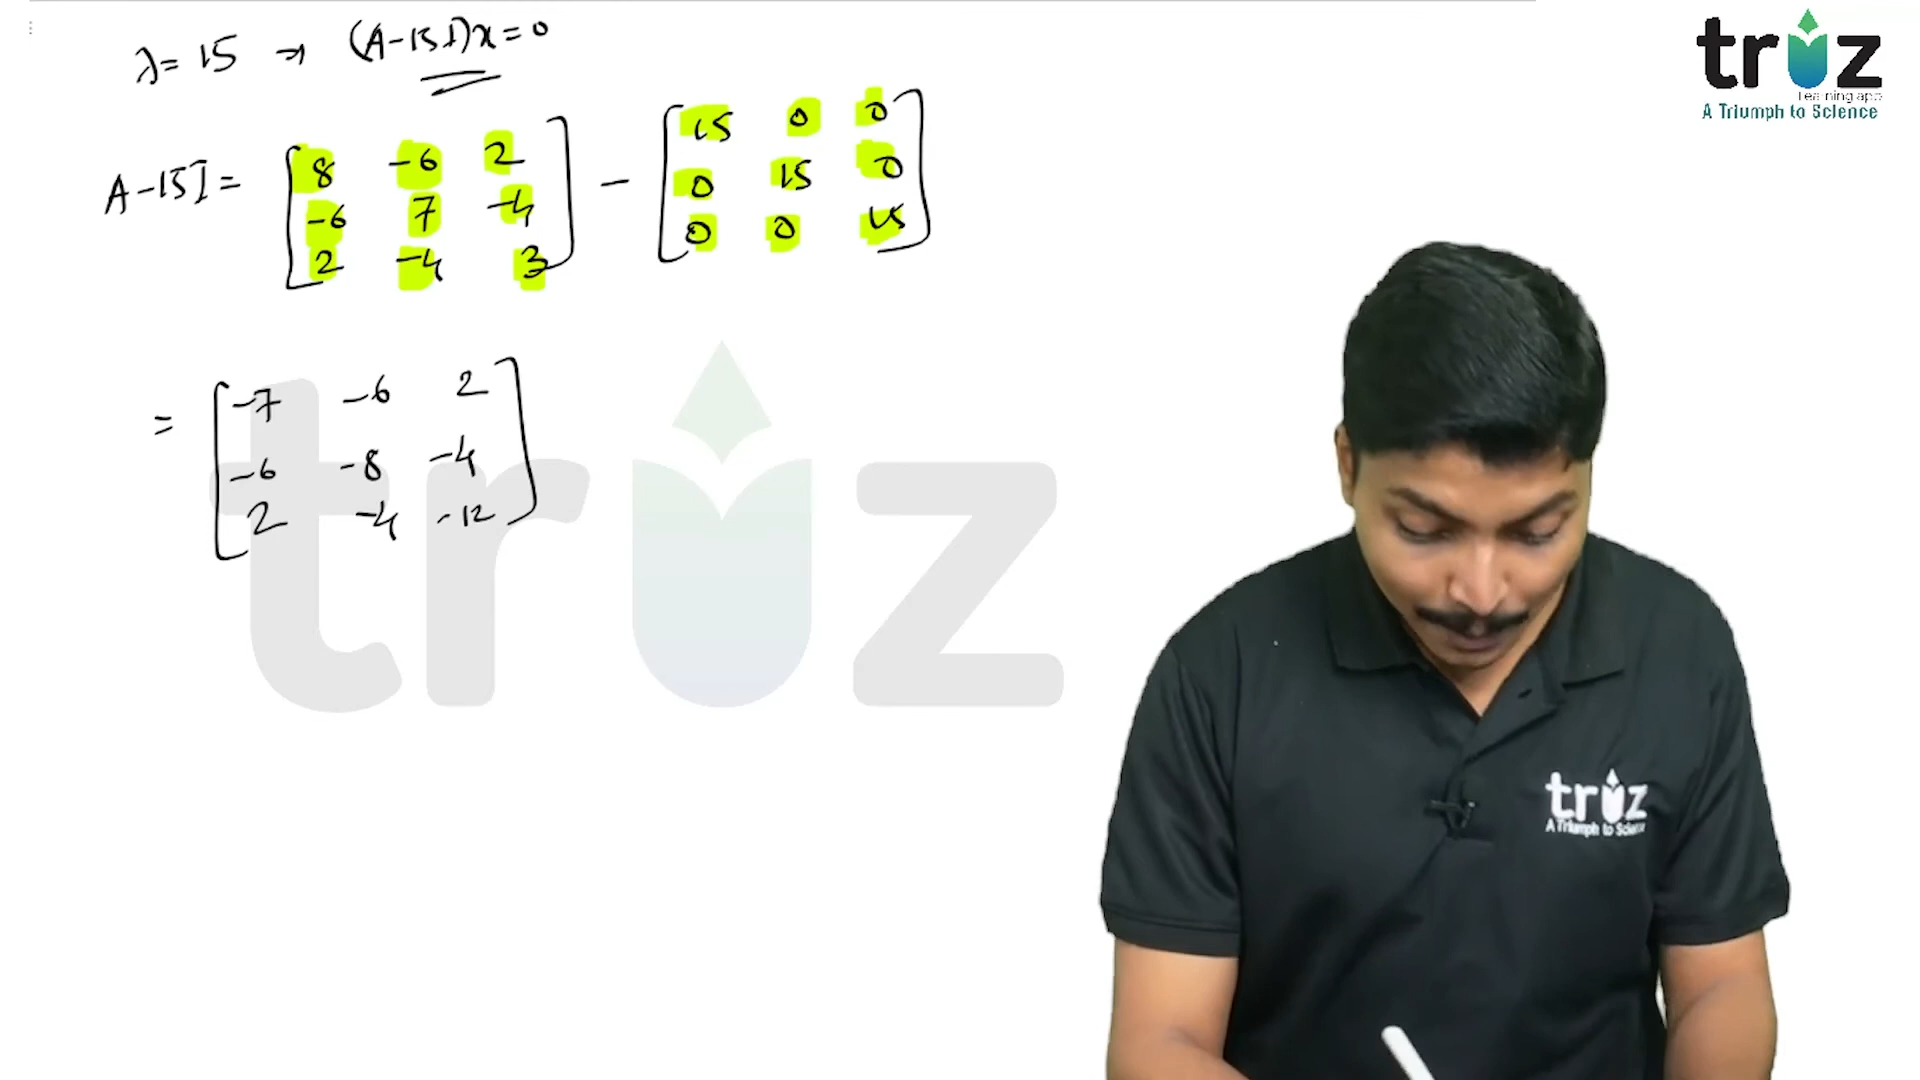 λ = 15 → (A-15I)x = 0
truz
Learning app
A Triumph to Science
A-15I = [8 -6 2] - [15 0 0]
[-6 7 -4] [0 15 0]
[2 -4 3] [0 0 15]
= [-7 -6 2]
[-6 -8 -4]
[2 -4 -12]
truz
truz
A Triumph to Science